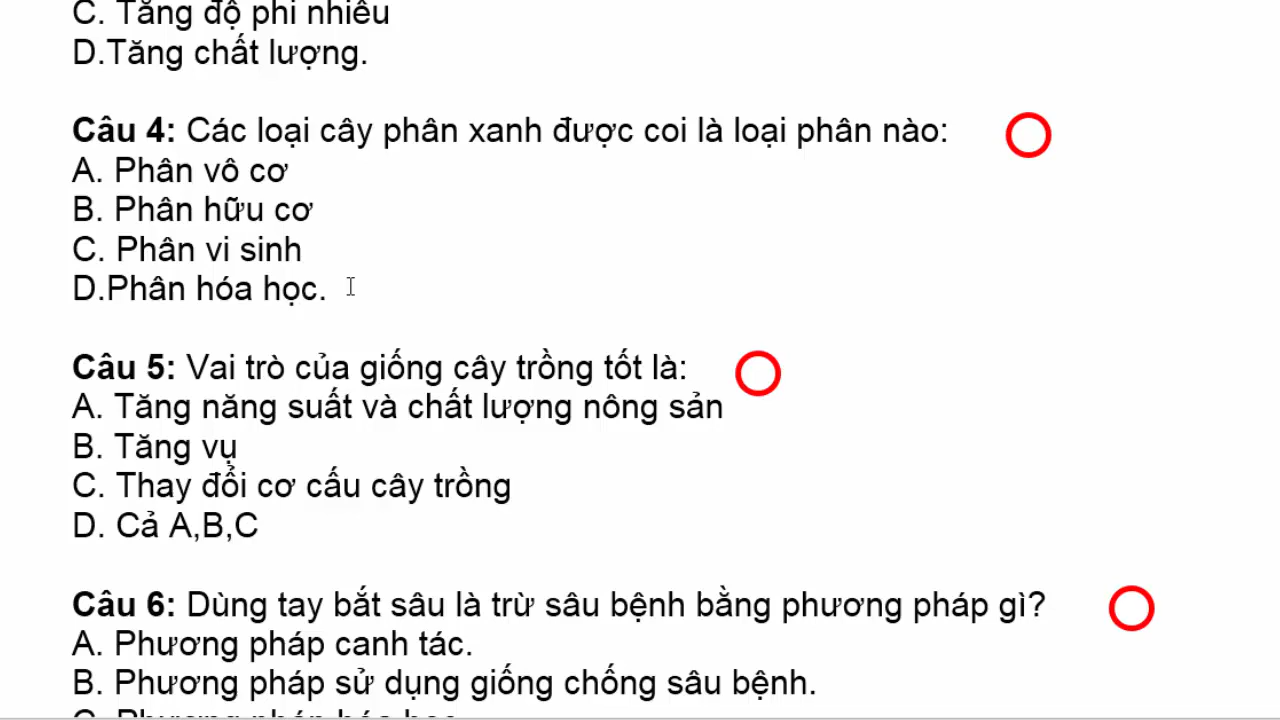 C. Tăng độ phì nhiêu
D.Tăng chất lượng.
Câu 4: Các loại cây phân xanh được coi là loại phân nào:
A. Phân vô cơ
B. Phân hữu cơ
C. Phân vi sinh
D.Phân hóa học.
Câu 5: Vai trò của giống cây trồng tốt là:
A. Tăng năng suất và chất lượng nông sản
B. Tăng vụ
C. Thay đổi cơ cấu cây trồng
D. Cả A,B,C
Câu 6: Dùng tay bắt sâu là trừ sâu bệnh bằng phương pháp gì?
A. Phương pháp canh tác.
B. Phương pháp sử dụng giống chống sâu bệnh.
C. Phương pháp hóa học